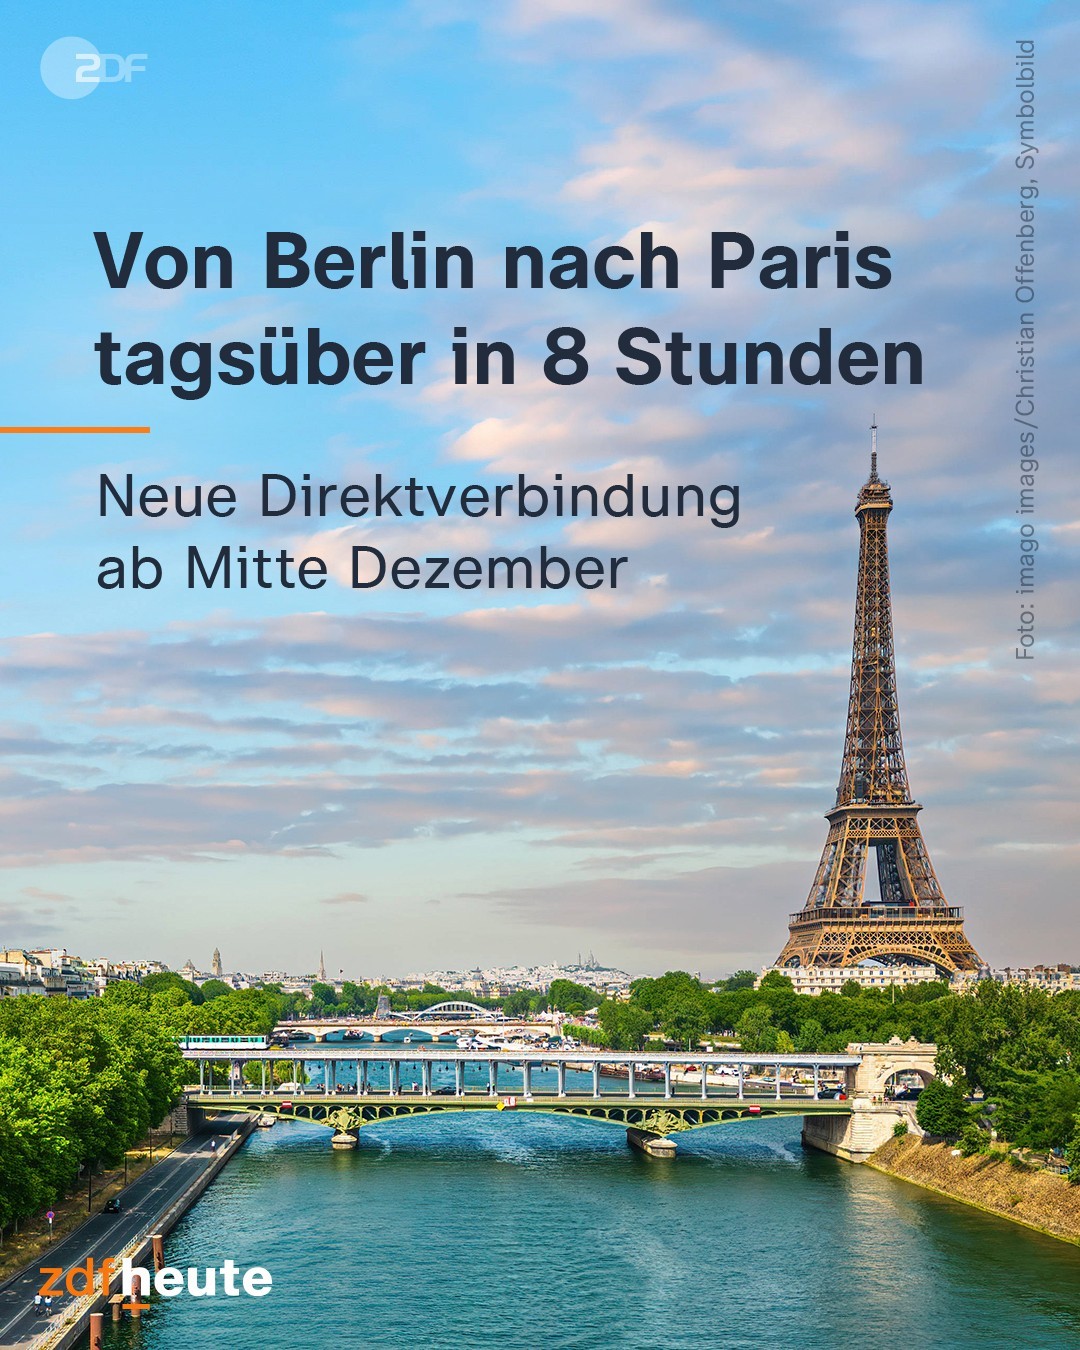 ZDF
Von Berlin nach Paris
tagsüber in 8 Stunden
Neue Direktverbindung
ab Mitte Dezember
Foto: imago images/Christian Offenberg, Symbolbild
zdfheute